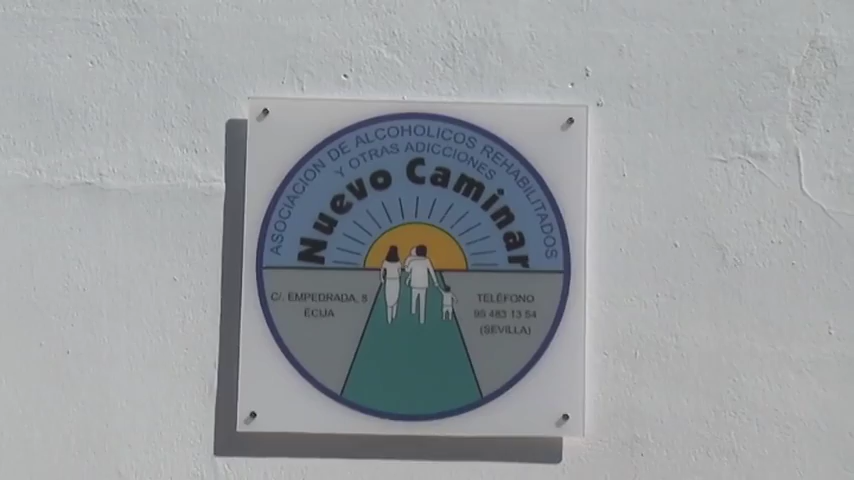 ASOCIACION DE ALCOHOLICOS REHABILITADOS
Y OTRAS ADICCIONES
Nuevo Caminar
C/. EMPEDRADA, 8
ECIJA
TELÉFONO
95 483 13 54
(SEVILLA)